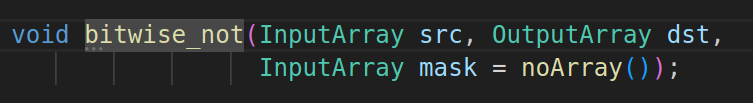 void bitwise_not(InputArray src, OutputArray dst,
InputArray mask = noArray());